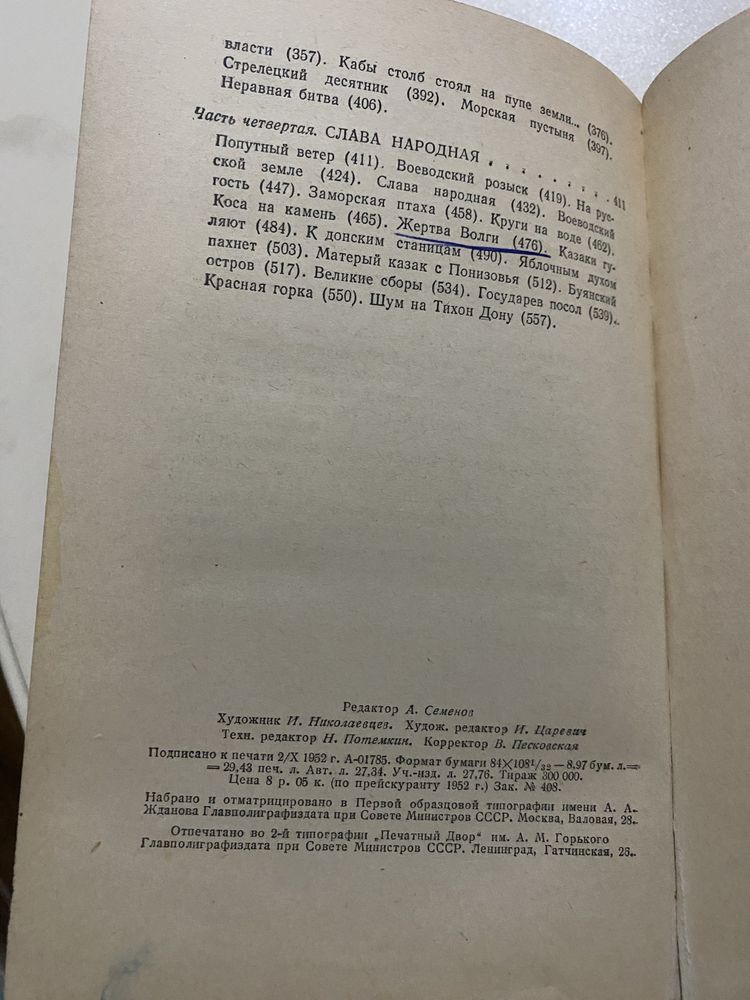 власти (357). Кабы столб стоял на пупе земли... (376).
Стрелецкий десятник (392). Морская пустыня (397).
Неравная битва (406).
Часть четвертая. СЛАВА НАРОДНАЯ . . . . . . . . 411
Попутный ветер (411). Воеводский розыск (419). На рус-
ской земле (424). Слава народная (432). Воеводский
гость (447). Заморская птаха (458). Круги на воде (462).
Коса на камень (465). Жертва Волги (476). Казаки гу-
ляют (484). К донским станицам (490). Яблочным духом
пахнет (503). Матерый казак с Понизовья (512). Буянский
остров (517). Великие сборы (534). Государев посол (539).
Красная горка (550). Шум на Тихон Дону (557).
Редактор А. Семенов
Художник И. Николаевцев. Худож. редактор И. Царевич
Техн. редактор Н. Потемкин. Корректор В. Песковская
Подписано к печати 2/X 1952 г. А-01785. Формат бумаги 84×108¹/₃₂ — 8,97 бум. л.=
= 29,43 печ. л. Авт. л. 27,34. Уч.-изд. л. 27,76. Тираж 300 000.
Цена 8 р. 05 к. (по прейскуранту 1952 г.) Зак. № 408.
Набрано и отматрицировано в Первой образцовой типографии имени А. А.
Жданова Главполиграфиздата при Совете Министров СССР. Москва, Валовая, 28.
Отпечатано во 2-й типографии „Печатный Двор“ им. А. М. Горького
Главполиграфиздата при Совете Министров СССР. Ленинград, Гатчинская, 26.